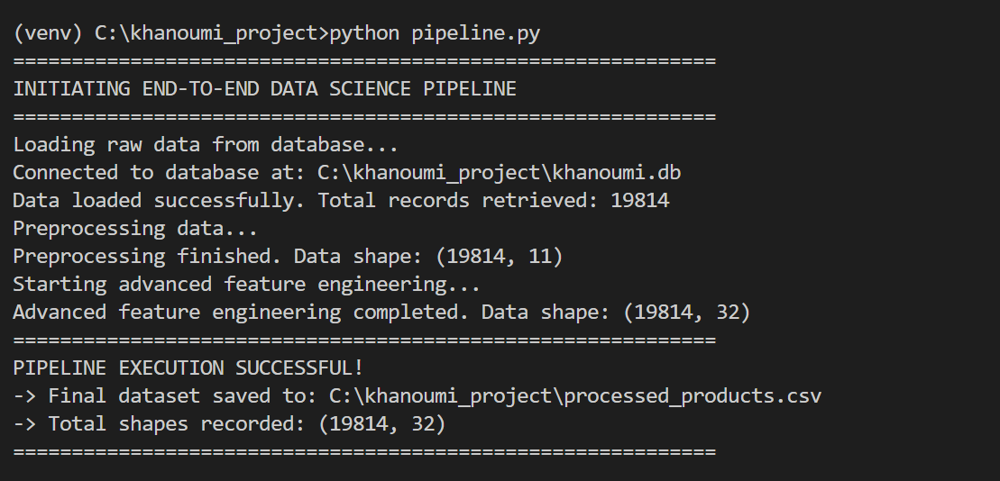 (venv) C:\khanoumi_project>python pipeline.py
============================================================
INITIATING END-TO-END DATA SCIENCE PIPELINE
============================================================
Loading raw data from database...
Connected to database at: C:\khanoumi_project\khanoumi.db
Data loaded successfully. Total records retrieved: 19814
Preprocessing data...
Preprocessing finished. Data shape: (19814, 11)
Starting advanced feature engineering...
Advanced feature engineering completed. Data shape: (19814, 32)
============================================================
PIPELINE EXECUTION SUCCESSFUL!
-> Final dataset saved to: C:\khanoumi_project\processed_products.csv
-> Total shapes recorded: (19814, 32)
============================================================